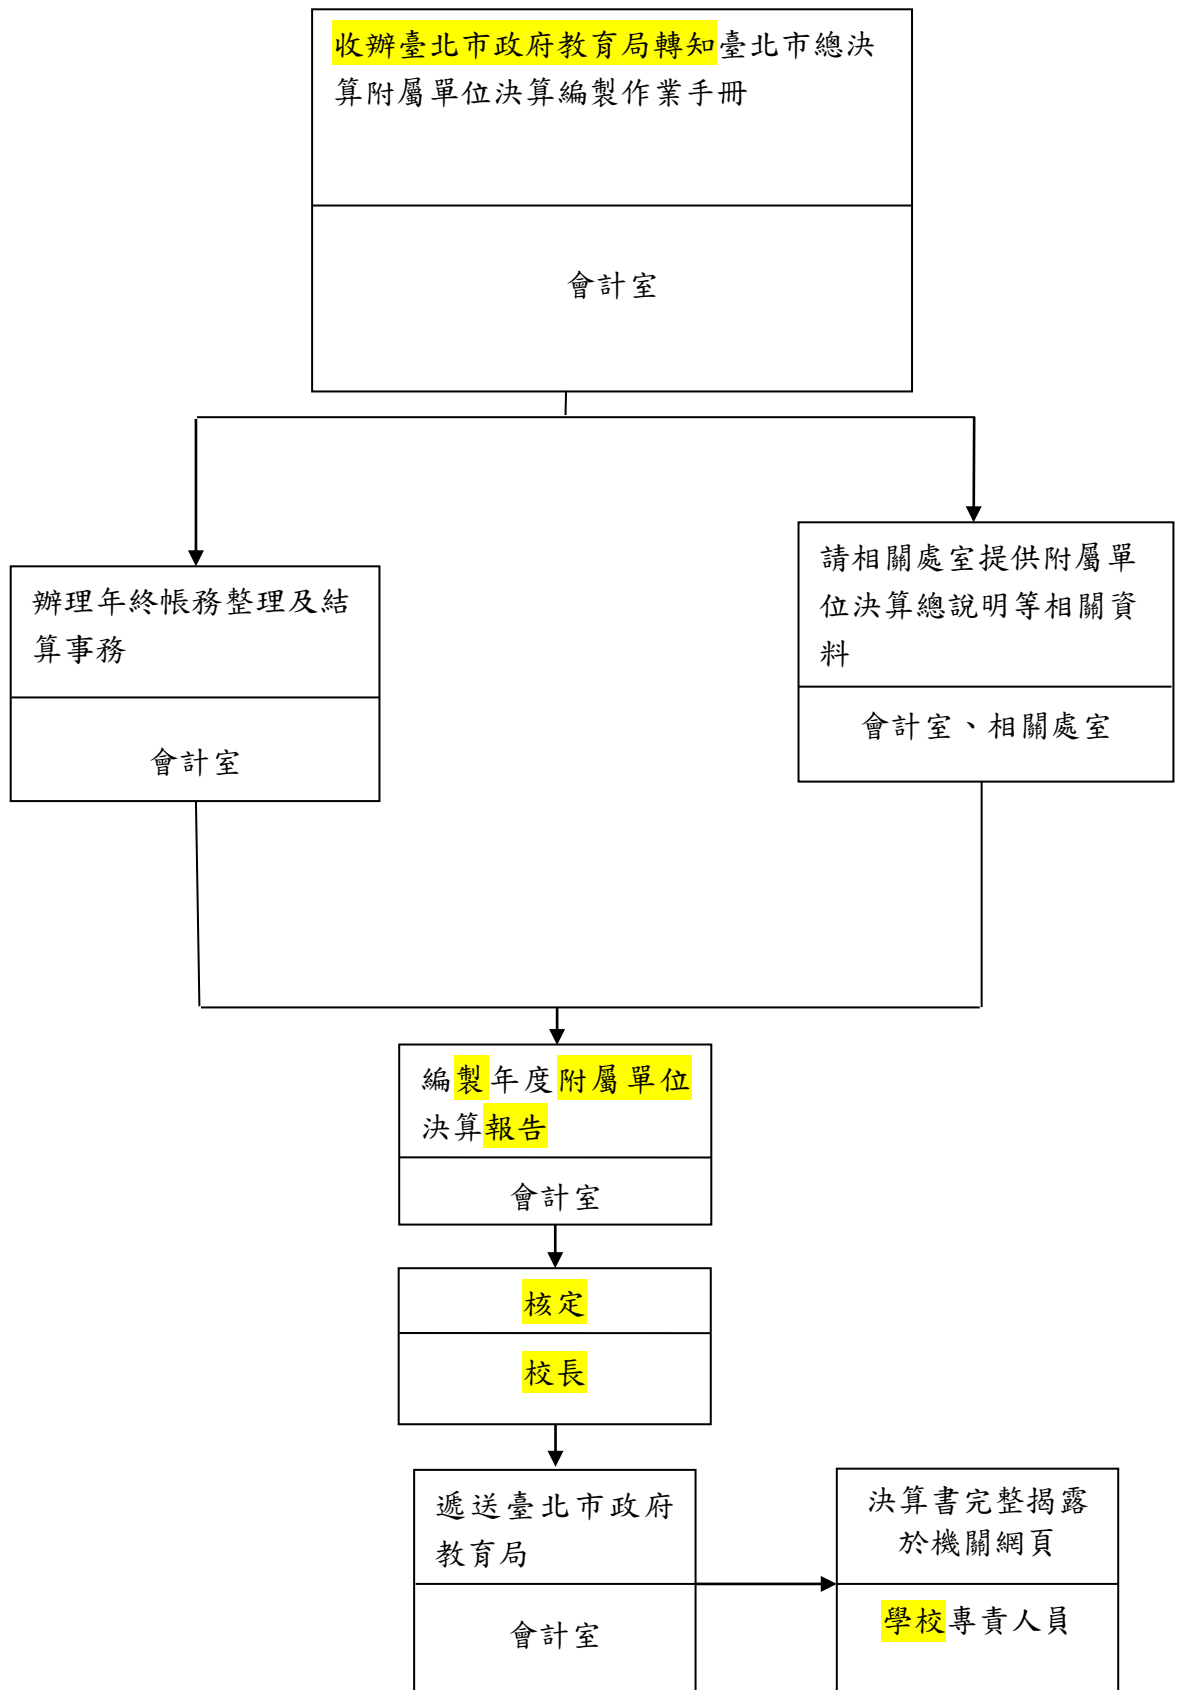 收辦臺北市政府教育局轉知臺北市總決
算附屬單位決算編製作業手冊
會計室
辦理年終帳務整理及結
算事務
會計室
請相關處室提供附屬單
位決算總說明等相關資
料
會計室、相關處室
編製年度附屬單位
決算報告
會計室
核定
校長
遞送臺北市政府
教育局
會計室
決算書完整揭露
於機關網頁
學校專責人員